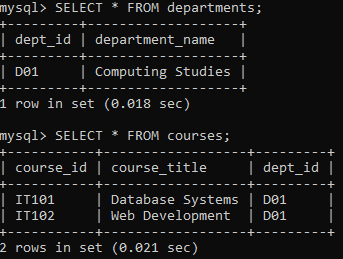 mysql> SELECT * FROM departments;
+---------+-------------------+
| dept_id | department_name   |
+---------+-------------------+
| D01     | Computing Studies |
+---------+-------------------+
1 row in set (0.018 sec)

mysql> SELECT * FROM courses;
+-----------+------------------+---------+
| course_id | course_title     | dept_id |
+-----------+------------------+---------+
| IT101     | Database Systems | D01     |
| IT102     | Web Development  | D01     |
+-----------+------------------+---------+
2 rows in set (0.021 sec)